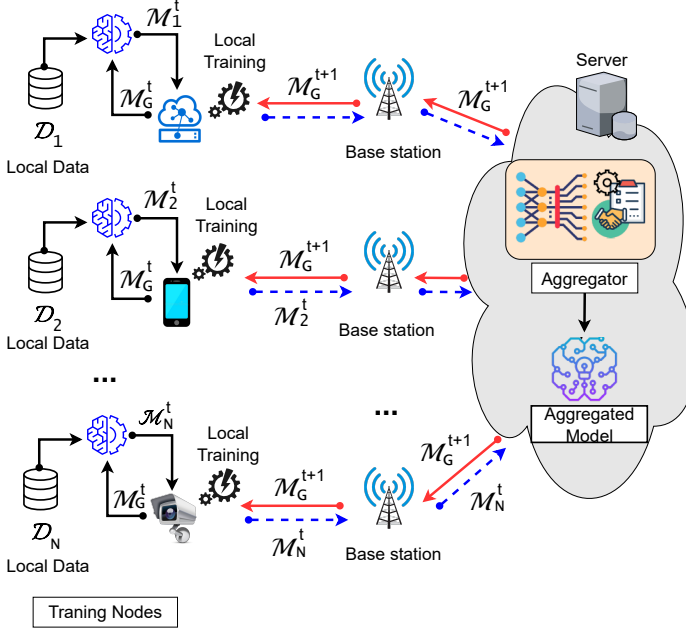 M_1^t
Local
Training
Server
M_G^t
M_G^{t+1}
M_G^{t+1}
D_1
Local Data
Base station
M_2^t
Local
Training
M_G^t
M_G^{t+1}
Aggregator
D_2
M_2^t
Local Data
Base station
...
...
Aggregated
Model
M_N^t
Local
Training
M_G^{t+1}
M_G^t
M_G^{t+1}
M_N^t
D_N
M_N^t
Local Data
Base station
Traning Nodes